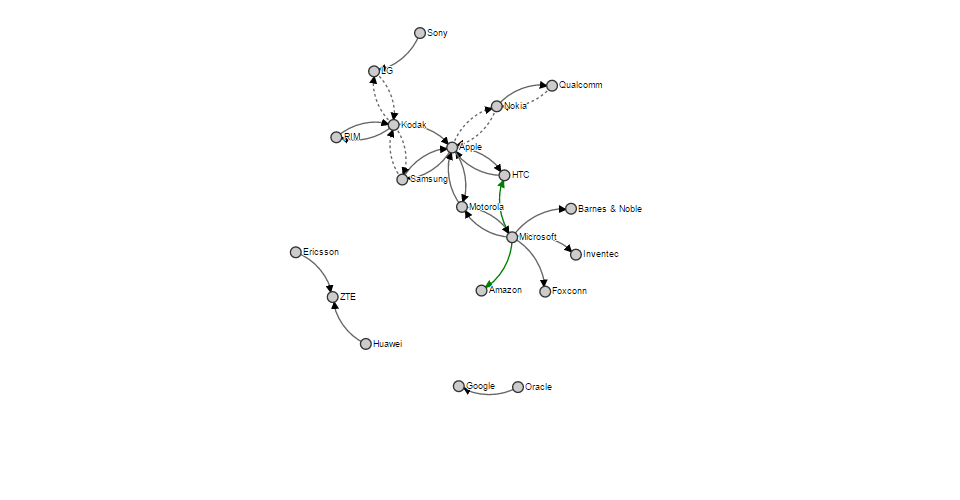 Sony
LG
Qualcomm
Nokia
Kodak
RIM
Apple
HTC
Samsung
Motorola
Barnes & Noble
Microsoft
Ericsson
Inventec
Amazon
Foxconn
ZTE
Huawei
Google
Oracle